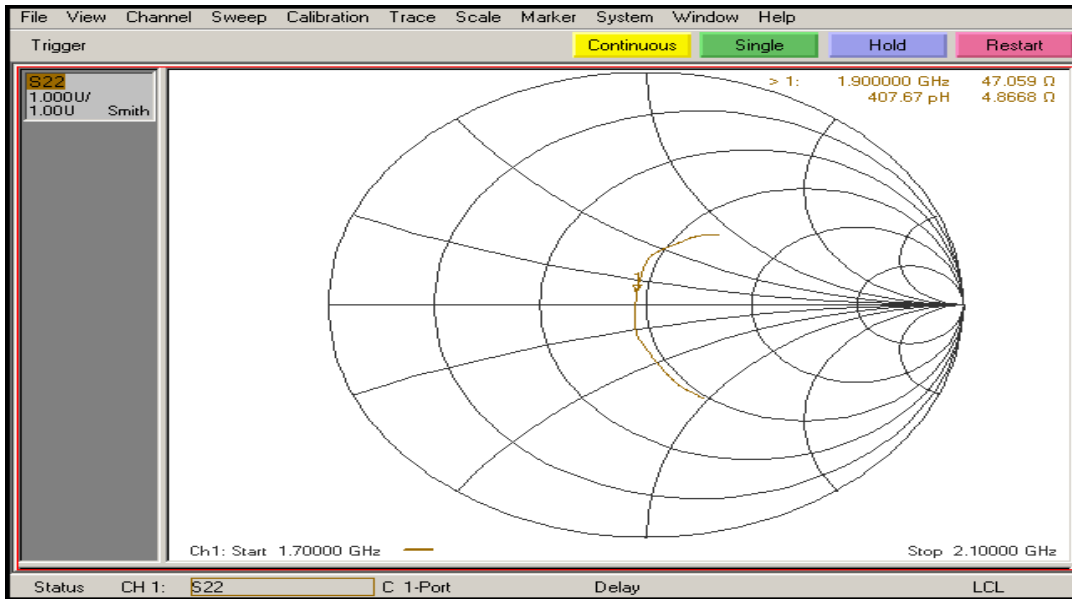 File View Channel Sweep Calibration Trace Scale Marker System Window Help
Trigger Continuous Single Hold Restart
S22
1.000U/
1.00U Smith
> 1: 1.900000 GHz 47.059 Ω
407.67 pH 4.8668 Ω
1
Ch1: Start 1.70000 GHz Stop 2.10000 GHz
Status CH 1: S22 C 1-Port Delay LCL